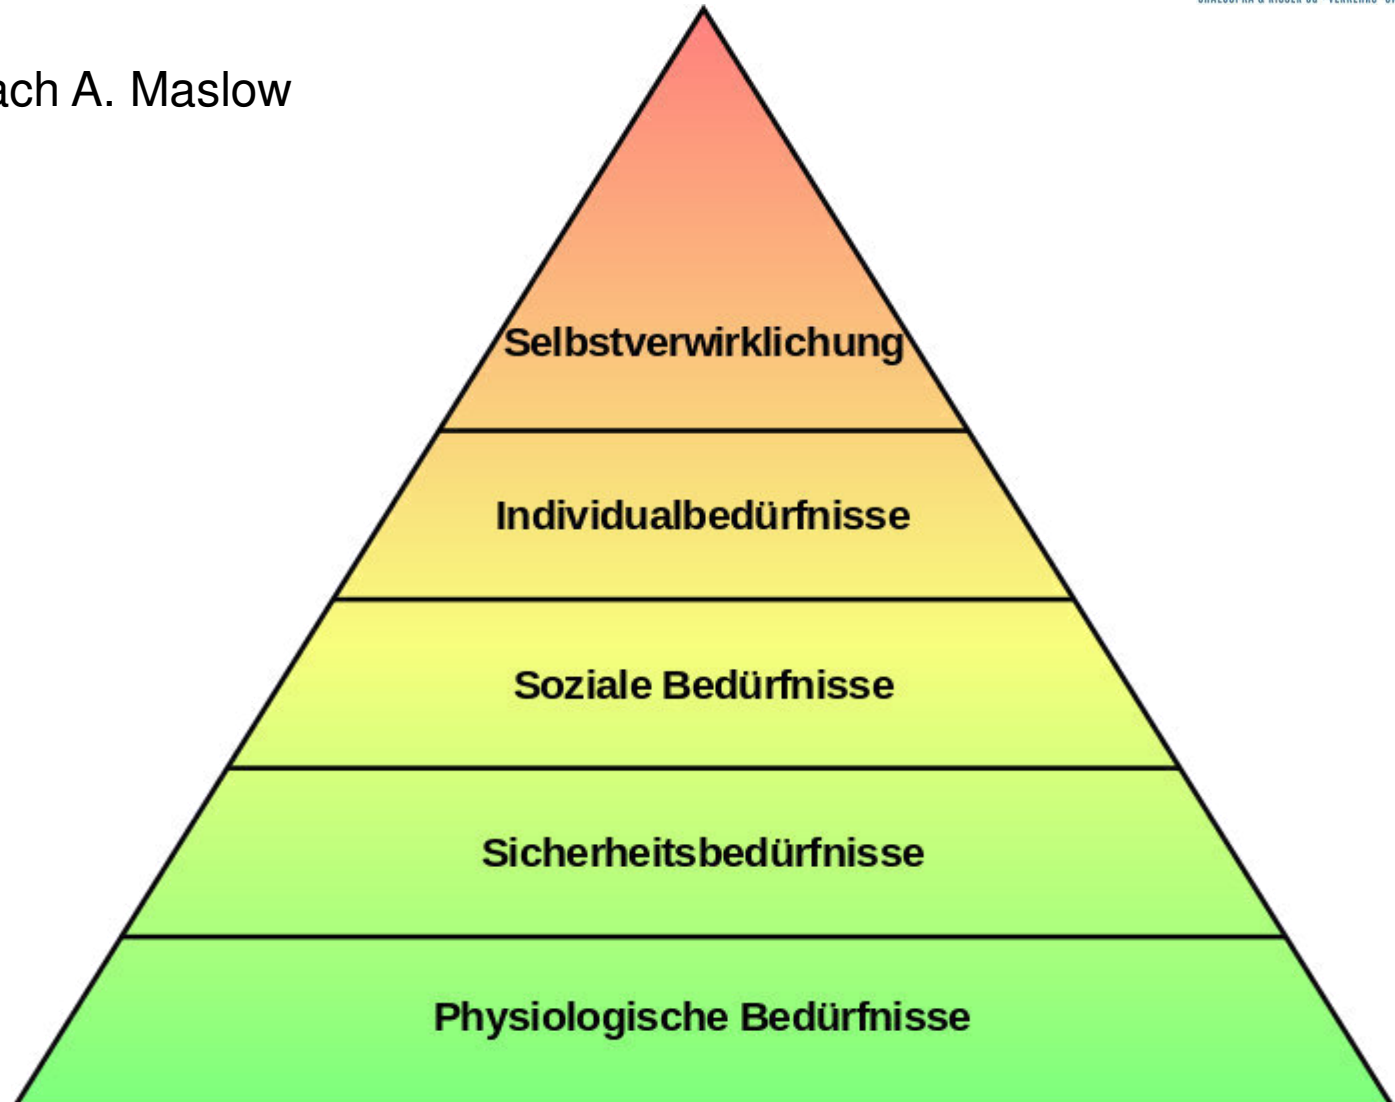 ach A. Maslow
Selbstverwirklichung
Individualbedürfnisse
Soziale Bedürfnisse
Sicherheitsbedürfnisse
Physiologische Bedürfnisse